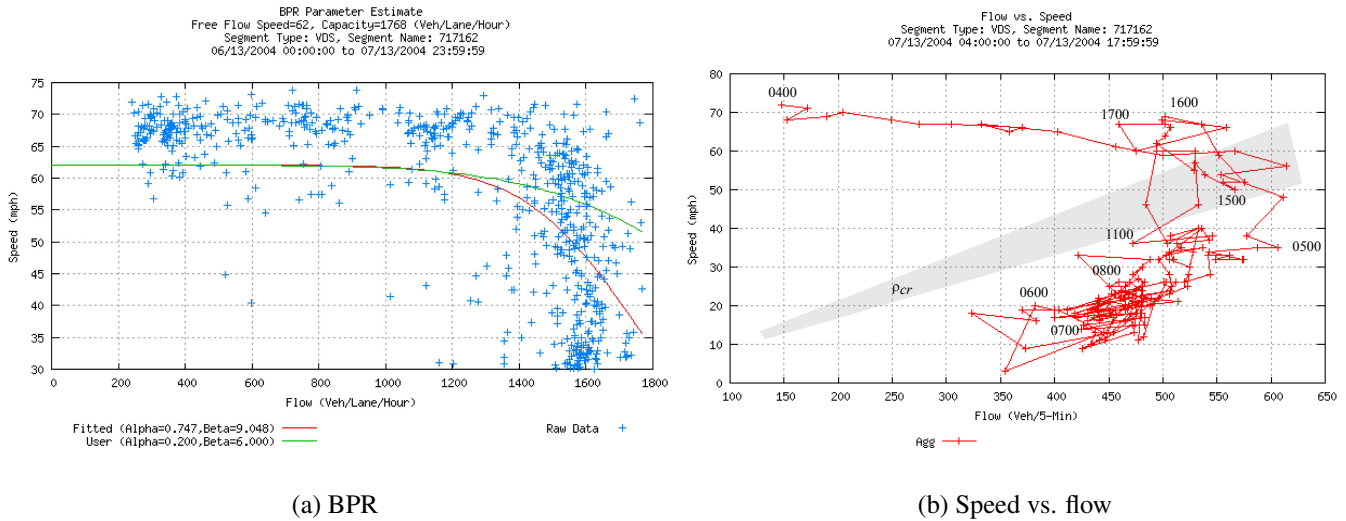 BPR Parameter Estimate
Free Flow Speed=62, Capacity=1768 (Veh/Lane/Hour)
Segment Type: VDS, Segment Name: 717162
06/13/2004 00:00:00 to 07/13/2004 23:59:59
75
70
65
60
55
50
45
40
35
30
Speed (mph)
0 200 400 600 800 1000 1200 1400 1600 1800
Flow (Veh/Lane/Hour)
Fitted (Alpha=0.747,Beta=9.048)
User (Alpha=0.200,Beta=6.000)
Raw Data
(a) BPR
Flow vs. Speed
Segment Type: VDS, Segment Name: 717162
07/13/2004 04:00:00 to 07/13/2004 17:59:59
80
70
60
50
40
30
20
10
0
Speed (mph)
0400
1700
1600
1500
1100
0500
0800
ρcr
0600
0700
100 150 200 250 300 350 400 450 500 550 600 650
Flow (Veh/5-Min)
Agg
(b) Speed vs. flow